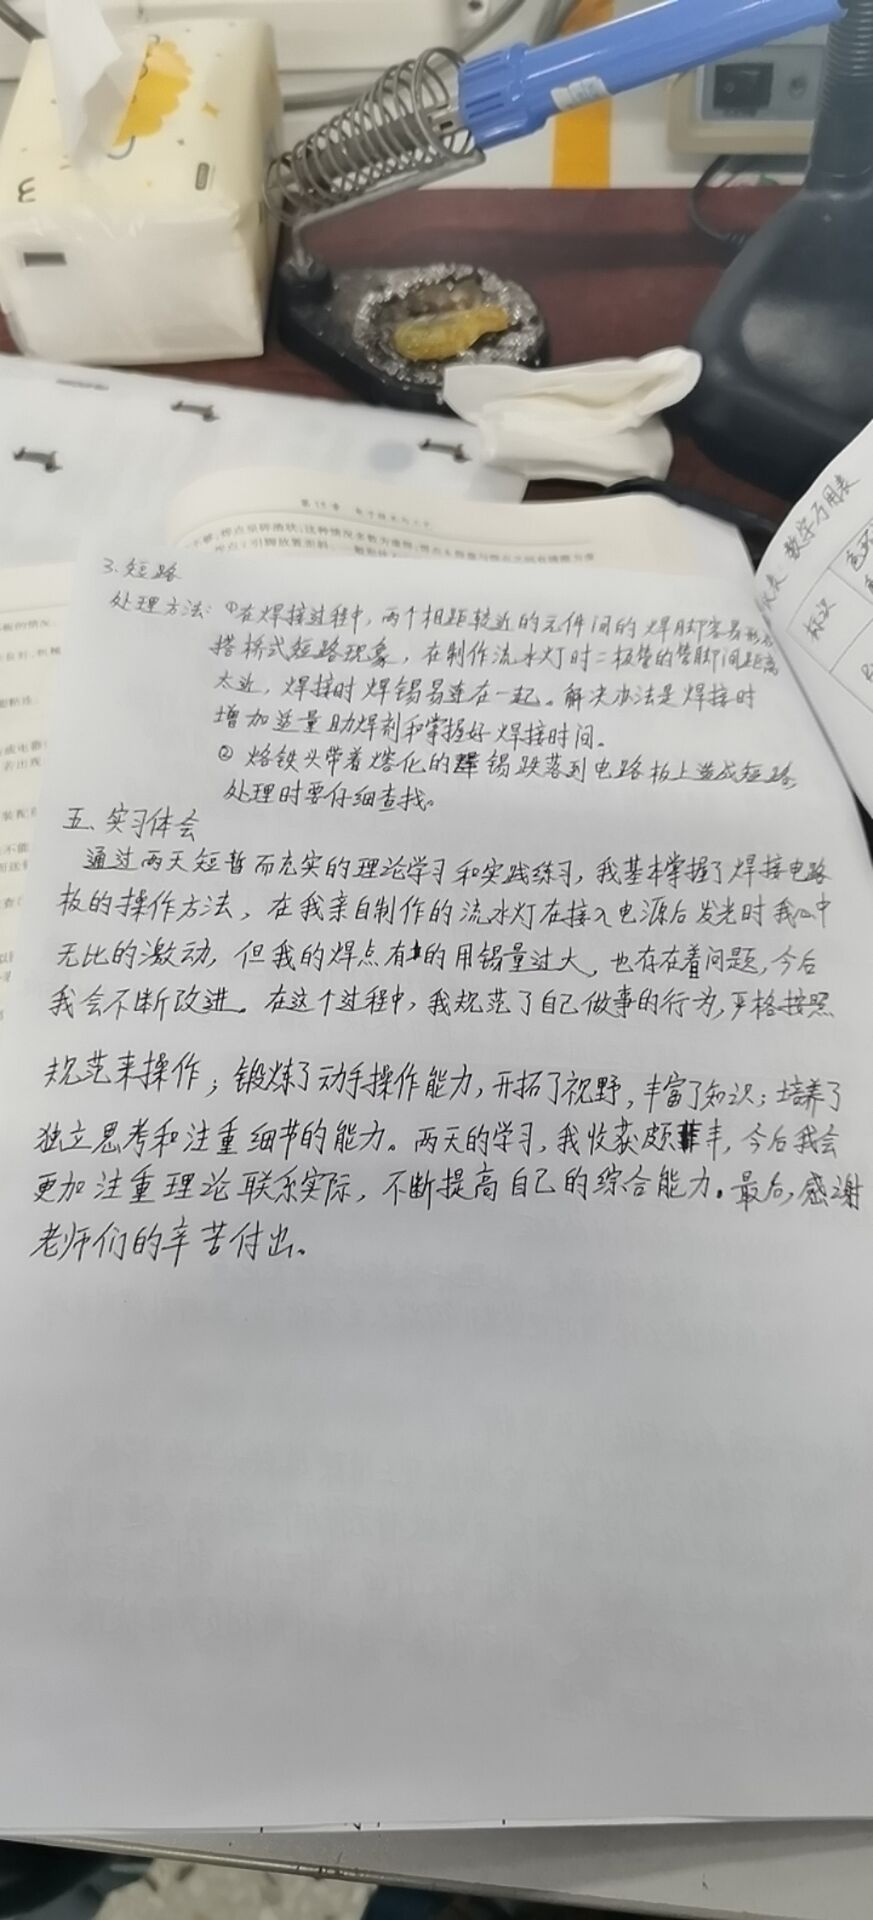 第15章
3.短路
处理方法：①在焊接过程中，两个相距较近的元件间的焊脚容易形成
搭桥式短路现象，在制作流水灯时二极管的管脚间距离
太近，焊接时焊锡易连在一起。解决办法是焊接时
增加适量助焊剂和掌握好焊接时间。
②烙铁头带着熔化的焊锡跌落到电路板上造成短路，
处理时要仔细查找。
五、实习体会
通过两天短暂而充实的理论学习和实践练习，我基本掌握了焊接电路
板的操作方法，在我亲自制作的流水灯在接入电源后发光时我心中
无比的激动，但我的焊点有的用锡量过大，也存在着问题，今后
我会不断改进。在这个过程中，我规范了自己做事的行为，严格按照
规范来操作；锻炼了动手操作能力，开拓了视野，丰富了知识；培养了
独立思考和注重细节的能力。两天的学习，我收获颇丰，今后我会
更加注重理论联系实际，不断提高自己的综合能力。最后，感谢
老师们的辛苦付出。
仪表：数字万用表
标识